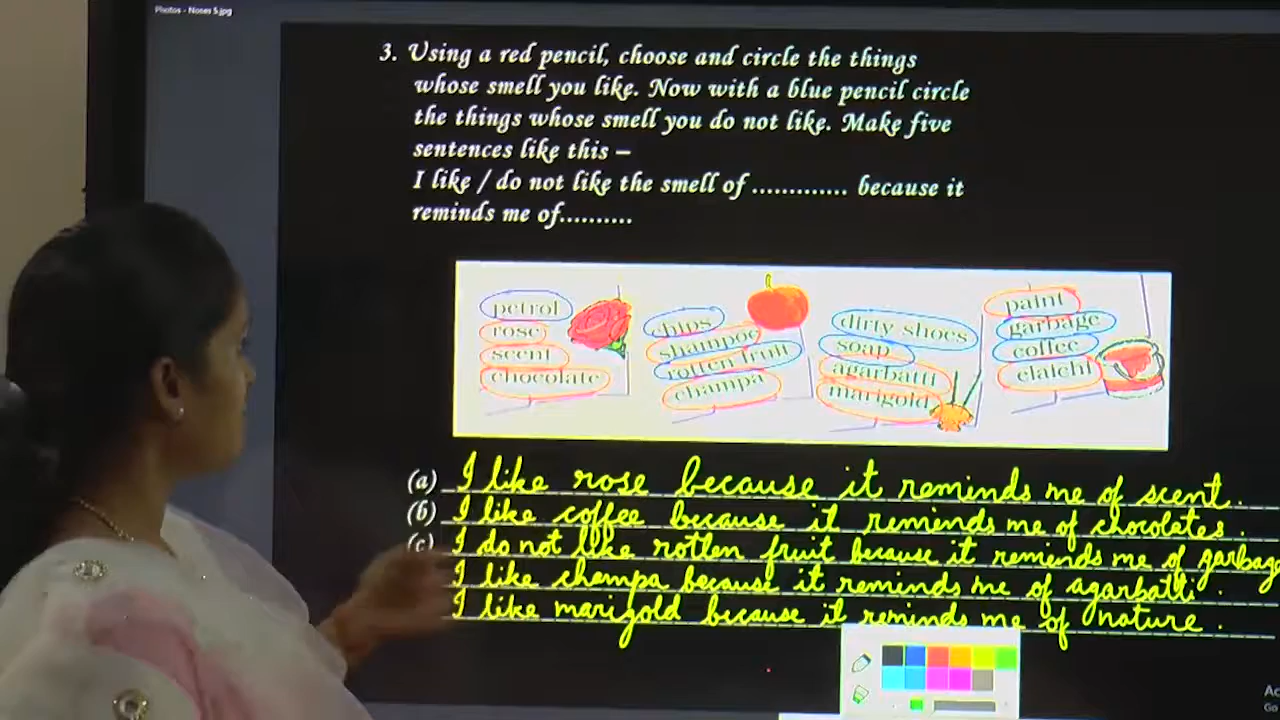 Photos - Notes 5.jpg
3. Using a red pencil, choose and circle the things
whose smell you like. Now with a blue pencil circle
the things whose smell you do not like. Make five
sentences like this –
I like / do not like the smell of ............. because it
reminds me of..........
petrol
rose
scent
chocolate
chips
shampoo
rotten fruit
champa
dirty shoes
soap
agarbatti
marigold
paint
garbage
coffee
elaichi
(a) I like rose because it reminds me of scent.
(b) I like coffee because it reminds me of chocolates.
(c) I do not like rotten fruit because it reminds me of garbage
I like champa because it reminds me of agarbatti.
I like marigold because it reminds me of nature.